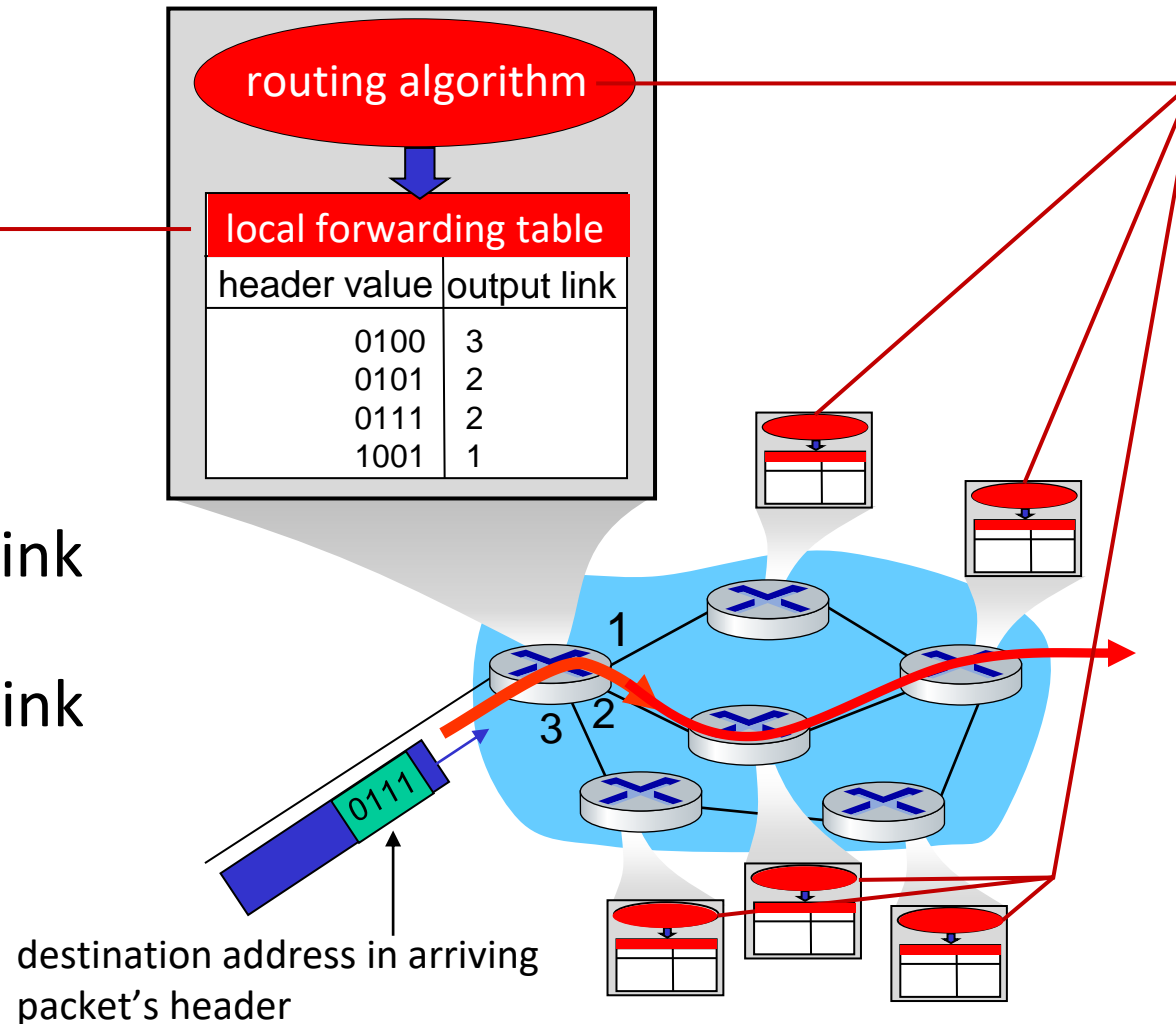 routing algorithm
local forwarding table
header value output link
0100 3
0101 2
0111 2
1001 1
ink
ink
1
2
3
0111
destination address in arriving
packet’s header